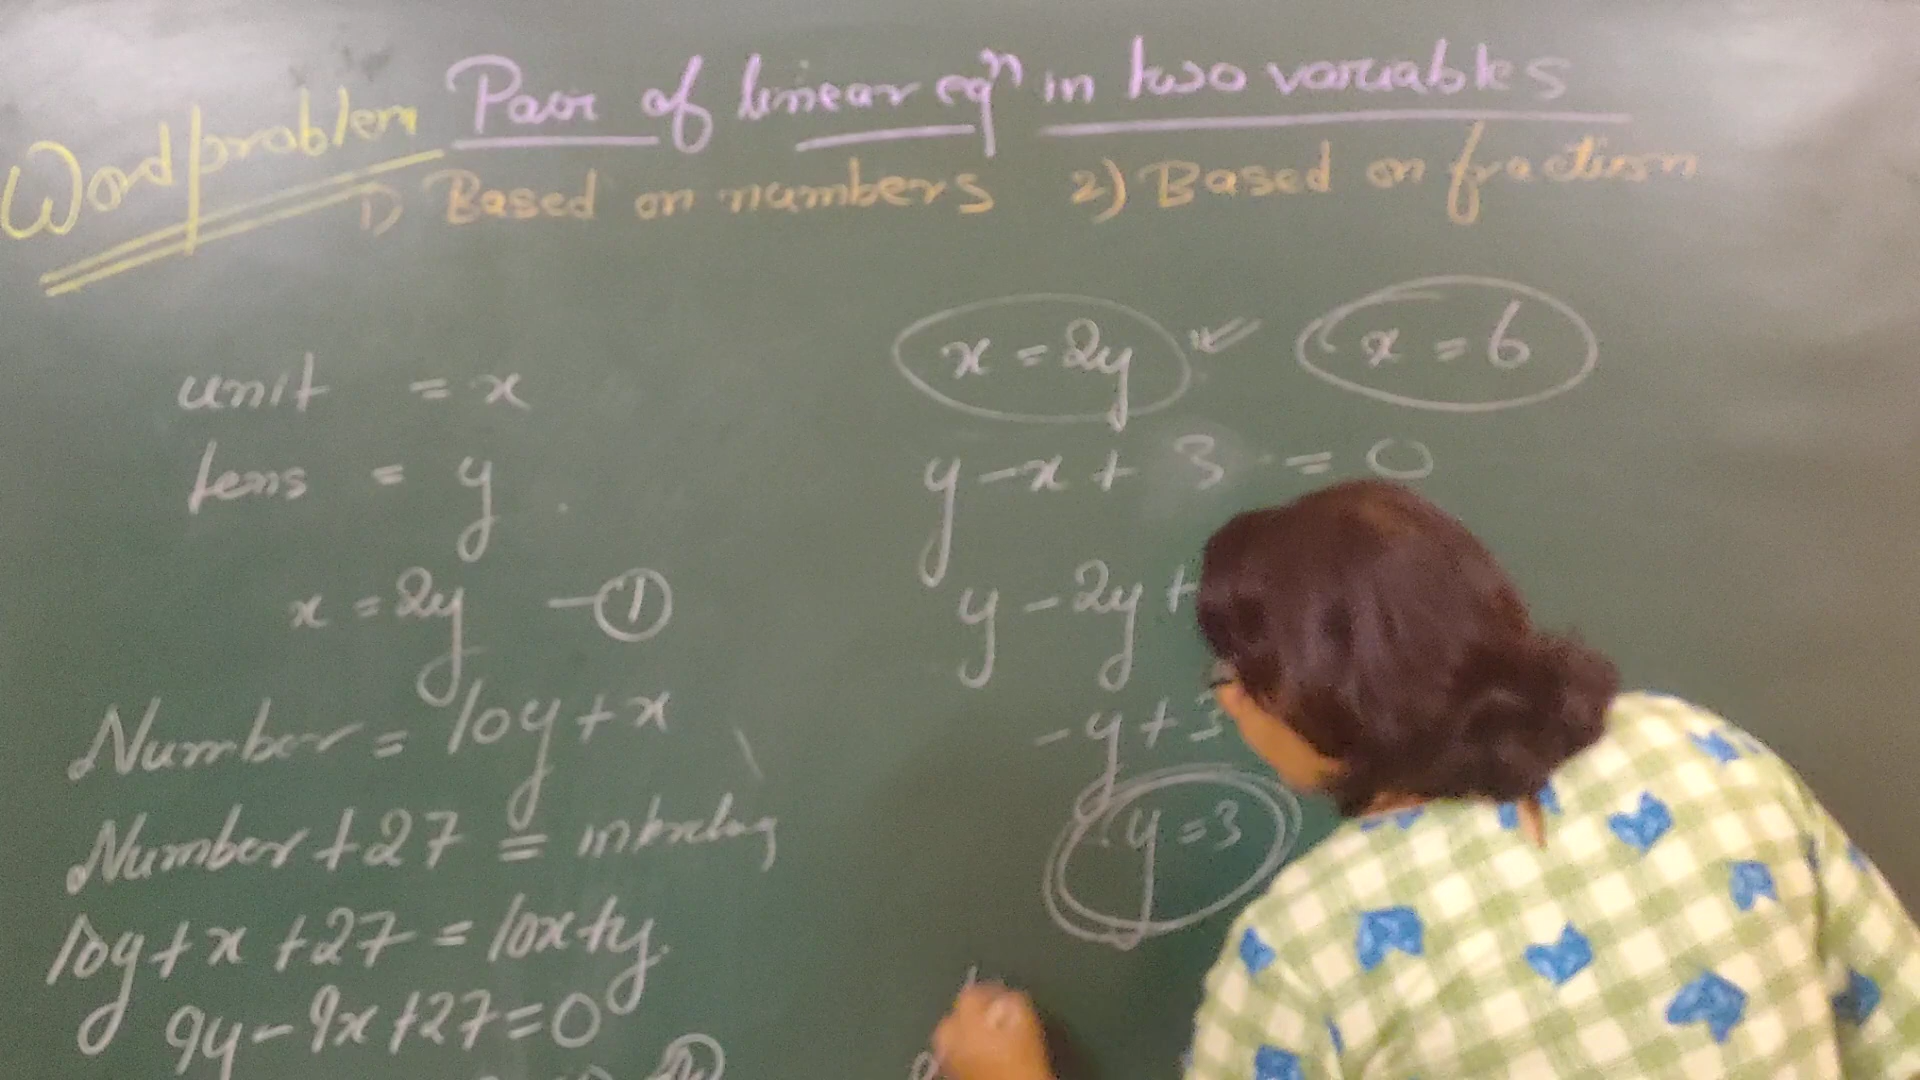 Word problem
Pair of linear eqn in two variables
1) Based on numbers 2) Based on fraction
unit = x
tens = y
x = 2y — ①
Number = 10y + x
Number + 27 =
10y + x + 27 = 10x + y
9y - 9x + 27 = 0
②
x = 2y
x = 6
y - x + 3 = 0
y - 2y +
- y + 3
y = 3